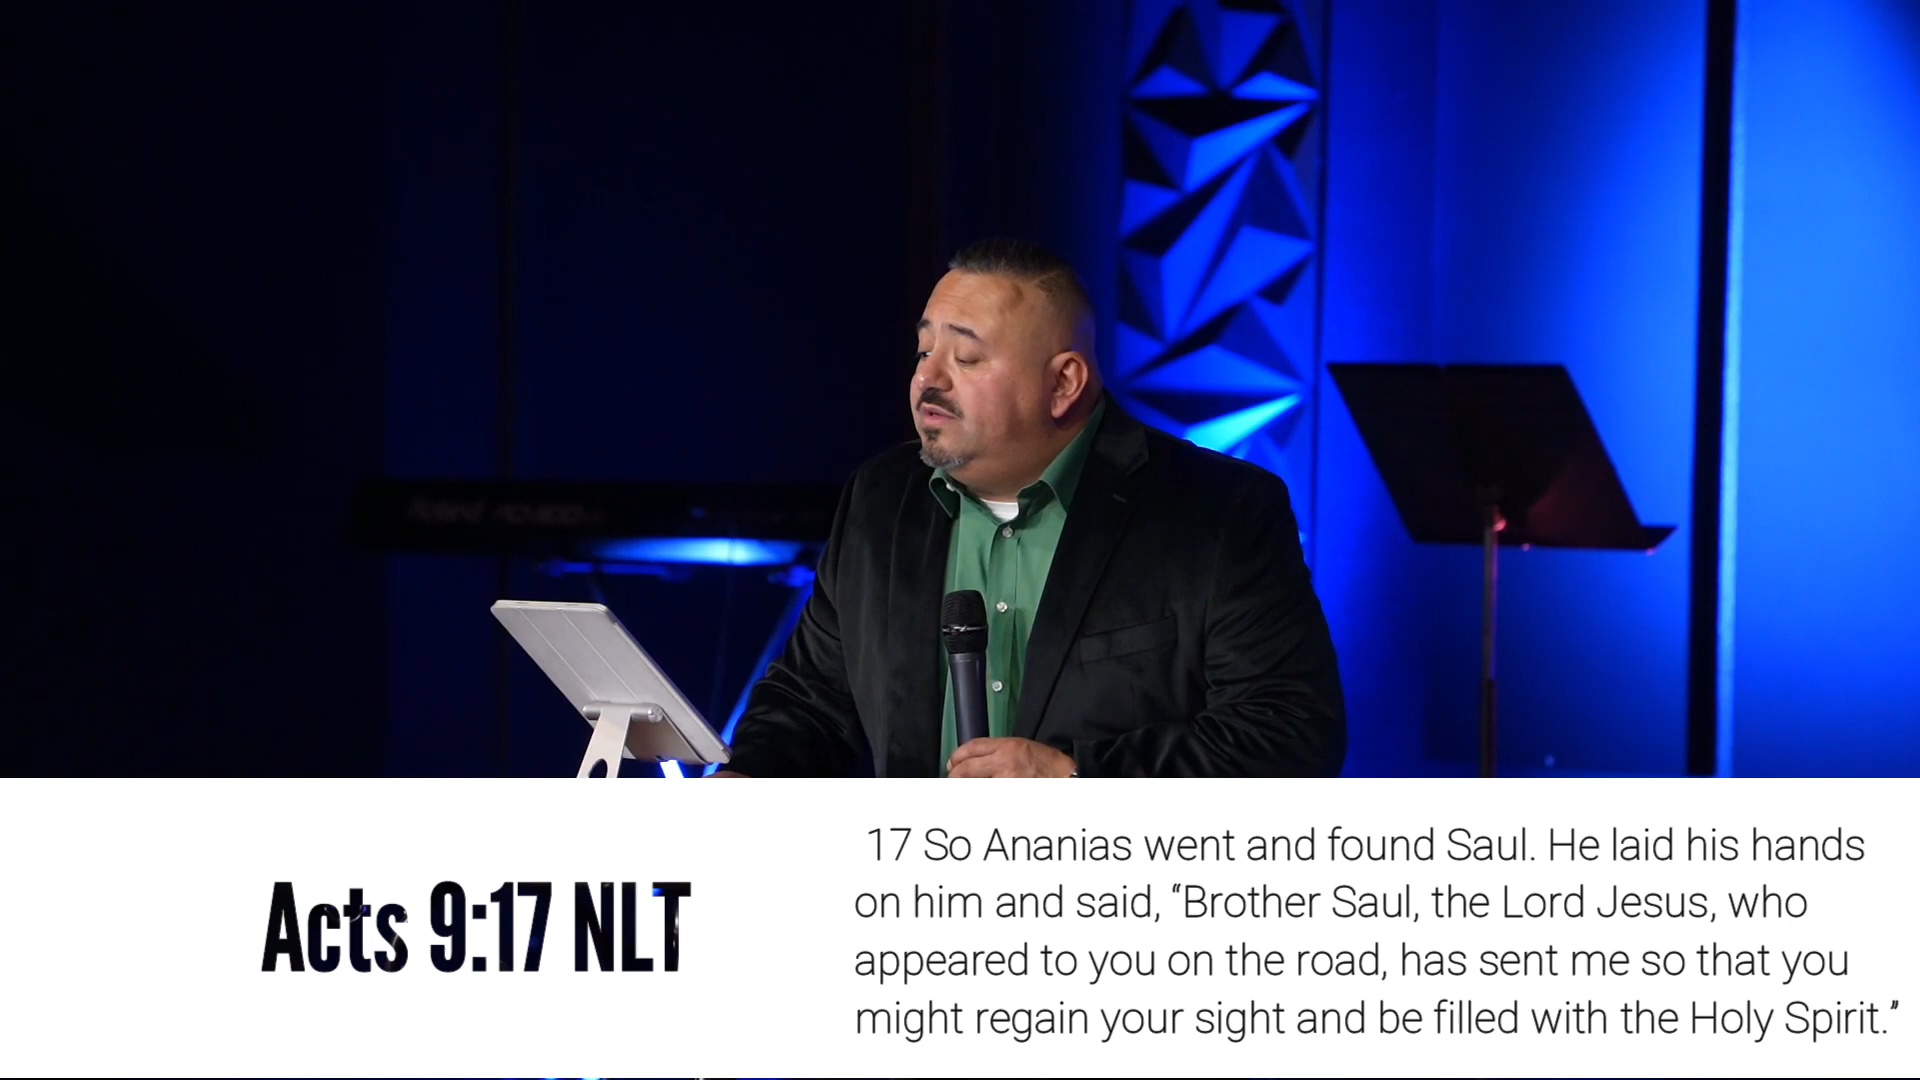 Acts 9:17 NLT
17 So Ananias went and found Saul. He laid his hands
on him and said, “Brother Saul, the Lord Jesus, who
appeared to you on the road, has sent me so that you
might regain your sight and be filled with the Holy Spirit.”